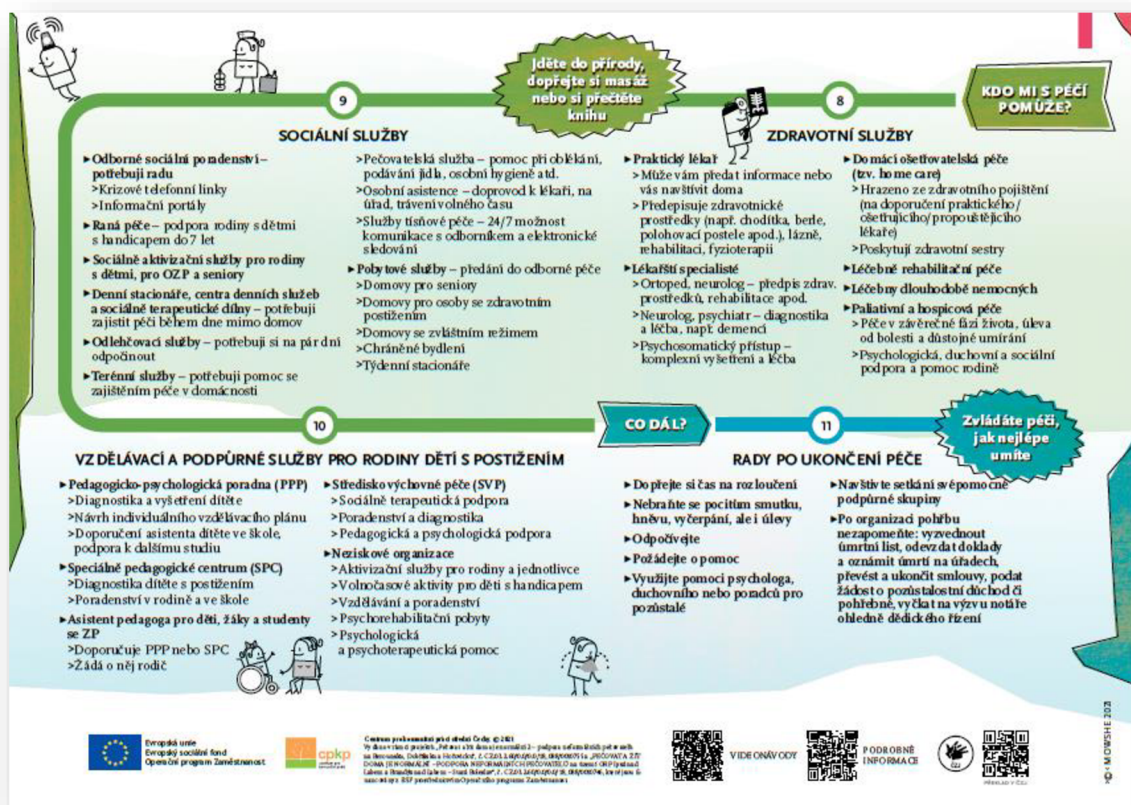 KDO MI S PÉČÍ
POMŮŽE?
8
ZDRAVOTNÍ SLUŽBY
►Praktický lékař
>Může vám předat informace nebo
vás navštívit doma
>Předepisuje zdravotnické
prostředky (např. chodítka, berle,
polohovací postele apod.), lázně,
rehabilitaci, fyzioterapii
►Lékařští specialisté
>Ortoped, neurolog – předpis zdrav.
prostředků, rehabilitace apod.
>Neurolog, psychiatr – diagnostika
a léčba, např. demencí
>Psychosomatický přístup –
komplexní vyšetření a léčba
►Domácí ošetřovatelská péče
(tzv. home care)
>Hrazeno ze zdravotního pojištění
(na doporučení praktického/
ošetřujícího/propouštějícího
lékaře)
>Poskytují zdravotní sestry
►Léčebně rehabilitační péče
►Léčebny dlouhodobě nemocných
►Paliativní a hospicová péče
>Péče v závěrečné fázi života, úleva
od bolesti a důstojné umírání
>Psychologická, duchovní a sociální
podpora a pomoc rodině
Jděte do přírody,
dopřejte si masáž
nebo si přečtěte
knihu
9
SOCIÁLNÍ SLUŽBY
►Odborné sociální poradenství –
potřebuji radu
>Krizové telefonní linky
>Informační portály
►Raná péče – podpora rodiny s dětmi
s handicapem do 7 let
►Sociálně aktivizační služby pro rodiny
s dětmi, pro OZP a seniory
►Denní stacionáře, centra denních služeb
a sociálně terapeutické dílny – potřebuji
zajistit péči během dne mimo domov
►Odlehčovací služby – potřebuji si na pár dní
odpočinout
►Terénní služby – potřebuji pomoc se
zajištěním péče v domácnosti
>Pečovatelská služba – pomoc při oblékání,
podávání jídla, osobní hygieně atd.
>Osobní asistence – doprovod k lékaři, na
úřad, trávení volného času
>Služby tísňové péče – 24/7 možnost
komunikace s odborníkem a elektronické
sledování
►Pobytové služby – předání do odborné péče
>Domovy pro seniory
>Domovy pro osoby se zdravotním
postižením
>Domovy se zvláštním režimem
>Chráněné bydlení
>Týdenní stacionáře
10
VZDĚLÁVACÍ A PODPŮRNÉ SLUŽBY PRO RODINY DĚTÍ S POSTIŽENÍM
►Pedagogicko-psychologická poradna (PPP)
>Diagnostika a vyšetření dítěte
>Návrh individuálního vzdělávacího plánu
>Doporučení asistenta dítěte ve škole,
podpora k dalšímu studiu
►Speciálně pedagogické centrum (SPC)
>Diagnostika dítěte s postižením
>Poradenství v rodině a ve škole
►Asistent pedagoga pro děti, žáky a studenty
se ZP
>Doporučuje PPP nebo SPC
>Žádá o něj rodič
►Středisko výchovné péče (SVP)
>Sociálně terapeutická podpora
>Poradenství a diagnostika
>Pedagogická a psychologická podpora
►Neziskové organizace
>Aktivizační služby pro rodiny a jednotlivce
>Volnočasové aktivity pro děti s handicapem
>Vzdělávání a poradenství
>Psychorehabilitační pobyty
>Psychologická
a psychoterapeutická pomoc
CO DÁL?
11
Zvládáte péči,
jak nejlépe
umíte
RADY PO UKONČENÍ PÉČE
►Dopřejte si čas na rozloučení
►Nebraňte se pocitům smutku,
hněvu, vyčerpání, ale i úlevy
►Odpočívejte
►Požádejte o pomoc
►Využijte pomoci psychologa,
duchovního nebo poradců pro
pozůstalé
►Navštivte setkání svépomocné
podpůrné skupiny
►Po organizaci pohřbu
nezapomeňte: vyzvednout
úmrtní list, odevzdat doklady
a oznámit úmrtí na úřadech,
převést a ukončit smlouvy, podat
žádost o pozůstalostní důchod či
pohřebné, vyčkat na výzvu notáře
ohledně dědického řízení
Evropská unie
Evropský sociální fond
Operační program Zaměstnanost
cpkp
Centrum pro komunitní práci střední Čechy, © 2021
VIDEONÁVODY
PODROBNÉ
INFORMACE
ČZJ
PŘEKLAD V ČZJ
MOWSHE 2021